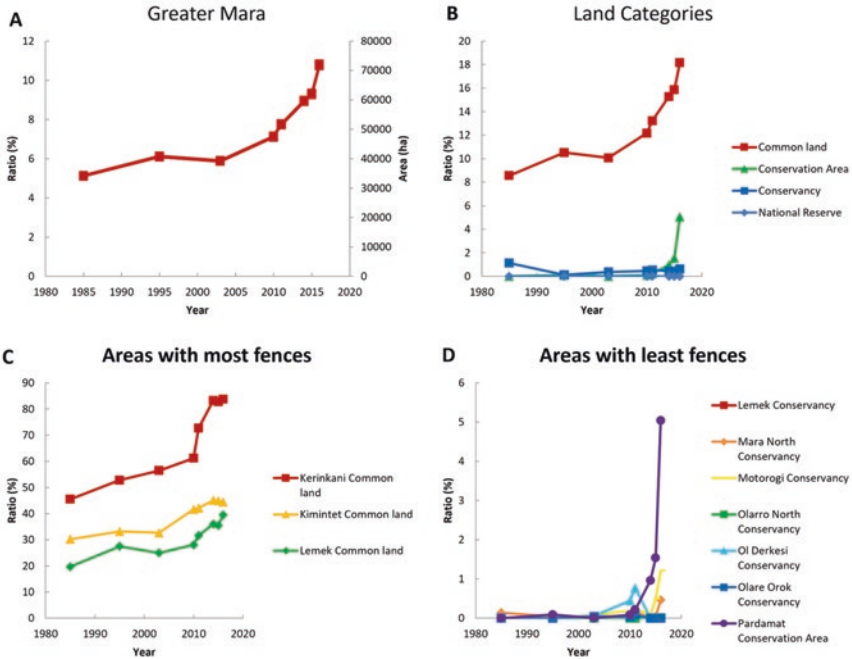 A
Greater Mara
12
10
8
6
4
2
0
Ratio (%)
80000
70000
60000
50000
40000
30000
20000
10000
0
Area (ha)
1980 1985 1990 1995 2000 2005 2010 2015 2020
Year
B
Land Categories
20
18
16
14
12
10
8
6
4
2
0
Ratio (%)
1980 1990 2000 2010 2020
Year
Common land
Conservation Area
Conservancy
National Reserve
C
Areas with most fences
90
80
70
60
50
40
30
20
10
0
Ratio (%)
1980 1990 2000 2010 2020
Year
Kerinkani Common
land
Kimintet Common land
Lemek Common land
D
Areas with least fences
6
5
4
3
2
1
0
Ratio (%)
1980 1990 2000 2010 2020
Year
Lemek Conservancy
Mara North
Conservancy
Motorogi Conservancy
Olarro North
Conservancy
Ol Derkesi
Conservancy
Olare Orok
Conservancy
Pardamat
Conservation Area